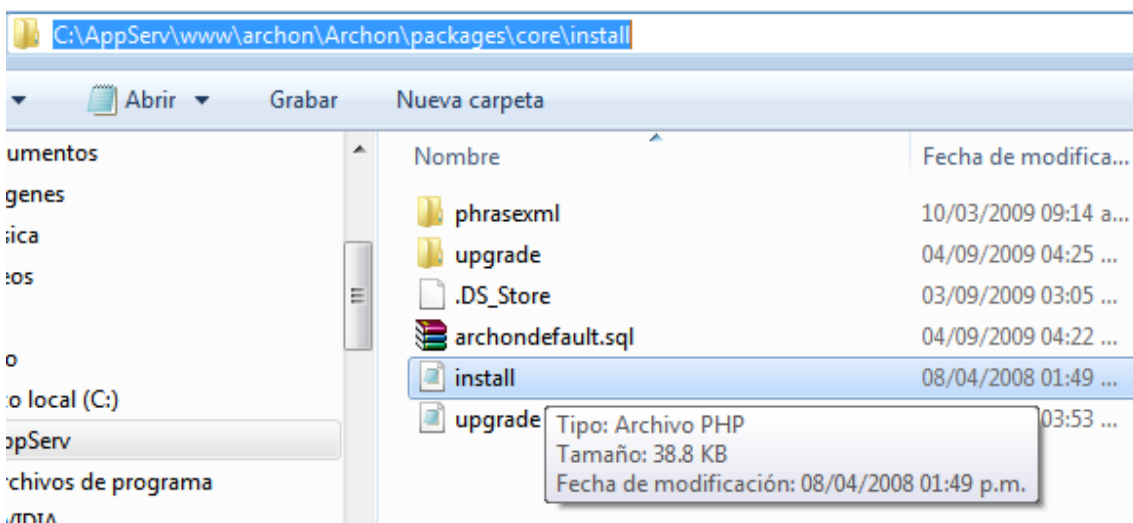 C:\AppServ\www\archon\Archon\packages\core\install
Abrir Grabar Nueva carpeta
umentos
genes
sica
eos
o
o local (C:)
ppServ
rchivos de programa
VIDIA
Nombre Fecha de modifica...
phrasexml 10/03/2009 09:14 a...
upgrade 04/09/2009 04:25 ...
.DS_Store 03/09/2009 03:05 ...
archondefault.sql 04/09/2009 04:22 ...
install 08/04/2008 01:49 ...
upgrade 03:53 ...
Tipo: Archivo PHP
Tamaño: 38.8 KB
Fecha de modificación: 08/04/2008 01:49 p.m.